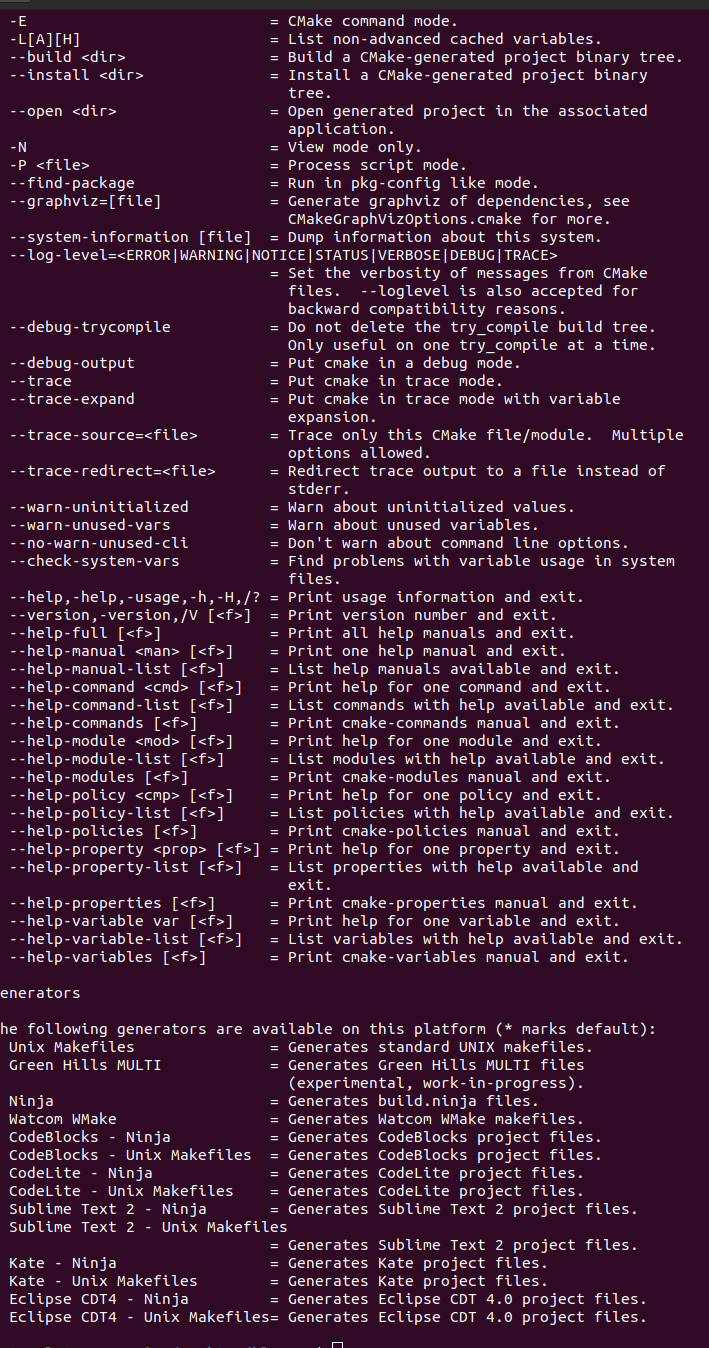 -E                           = CMake command mode.
-L[A][H]                     = List non-advanced cached variables.
--build <dir>                = Build a CMake-generated project binary tree.
--install <dir>              = Install a CMake-generated project binary
                               tree.
--open <dir>                 = Open generated project in the associated
                               application.
-N                           = View mode only.
-P <file>                    = Process script mode.
--find-package               = Run in pkg-config like mode.
--graphviz=[file]            = Generate graphviz of dependencies, see
                               CMakeGraphVizOptions.cmake for more.
--system-information [file]  = Dump information about this system.
--log-level=<ERROR|WARNING|NOTICE|STATUS|VERBOSE|DEBUG|TRACE>
                             = Set the verbosity of messages from CMake
                               files.  --loglevel is also accepted for
                               backward compatibility reasons.
--debug-trycompile           = Do not delete the try_compile build tree.
                               Only useful on one try_compile at a time.
--debug-output               = Put cmake in a debug mode.
--trace                      = Put cmake in trace mode.
--trace-expand               = Put cmake in trace mode with variable
                               expansion.
--trace-source=<file>        = Trace only this CMake file/module.  Multiple
                               options allowed.
--trace-redirect=<file>      = Redirect trace output to a file instead of
                               stderr.
--warn-uninitialized         = Warn about uninitialized values.
--warn-unused-vars           = Warn about unused variables.
--no-warn-unused-cli         = Don't warn about command line options.
--check-system-vars          = Find problems with variable usage in system
                               files.
--help,-help,-usage,-h,-H,/? = Print usage information and exit.
--version,-version,/V [<f>]  = Print version number and exit.
--help-full [<f>]            = Print all help manuals and exit.
--help-manual <man> [<f>]    = Print one help manual and exit.
--help-manual-list [<f>]     = List help manuals available and exit.
--help-command <cmd> [<f>]   = Print help for one command and exit.
--help-command-list [<f>]    = List commands with help available and exit.
--help-commands [<f>]        = Print cmake-commands manual and exit.
--help-module <mod> [<f>]    = Print help for one module and exit.
--help-module-list [<f>]     = List modules with help available and exit.
--help-modules [<f>]         = Print cmake-modules manual and exit.
--help-policy <cmp> [<f>]    = Print help for one policy and exit.
--help-policy-list [<f>]     = List policies with help available and exit.
--help-policies [<f>]        = Print cmake-policies manual and exit.
--help-property <prop> [<f>] = Print help for one property and exit.
--help-property-list [<f>]   = List properties with help available and
                               exit.
--help-properties [<f>]      = Print cmake-properties manual and exit.
--help-variable var [<f>]    = Print help for one variable and exit.
--help-variable-list [<f>]   = List variables with help available and exit.
--help-variables [<f>]       = Print cmake-variables manual and exit.
enerators
he following generators are available on this platform (* marks default):
Unix Makefiles               = Generates standard UNIX makefiles.
Green Hills MULTI            = Generates Green Hills MULTI files
                               (experimental, work-in-progress).
Ninja                        = Generates build.ninja files.
Watcom WMake                 = Generates Watcom WMake makefiles.
CodeBlocks - Ninja           = Generates CodeBlocks project files.
CodeBlocks - Unix Makefiles  = Generates CodeBlocks project files.
CodeLite - Ninja             = Generates CodeLite project files.
CodeLite - Unix Makefiles    = Generates CodeLite project files.
Sublime Text 2 - Ninja       = Generates Sublime Text 2 project files.
Sublime Text 2 - Unix Makefiles
                             = Generates Sublime Text 2 project files.
Kate - Ninja                 = Generates Kate project files.
Kate - Unix Makefiles        = Generates Kate project files.
Eclipse CDT4 - Ninja         = Generates Eclipse CDT 4.0 project files.
Eclipse CDT4 - Unix Makefiles= Generates Eclipse CDT 4.0 project files.